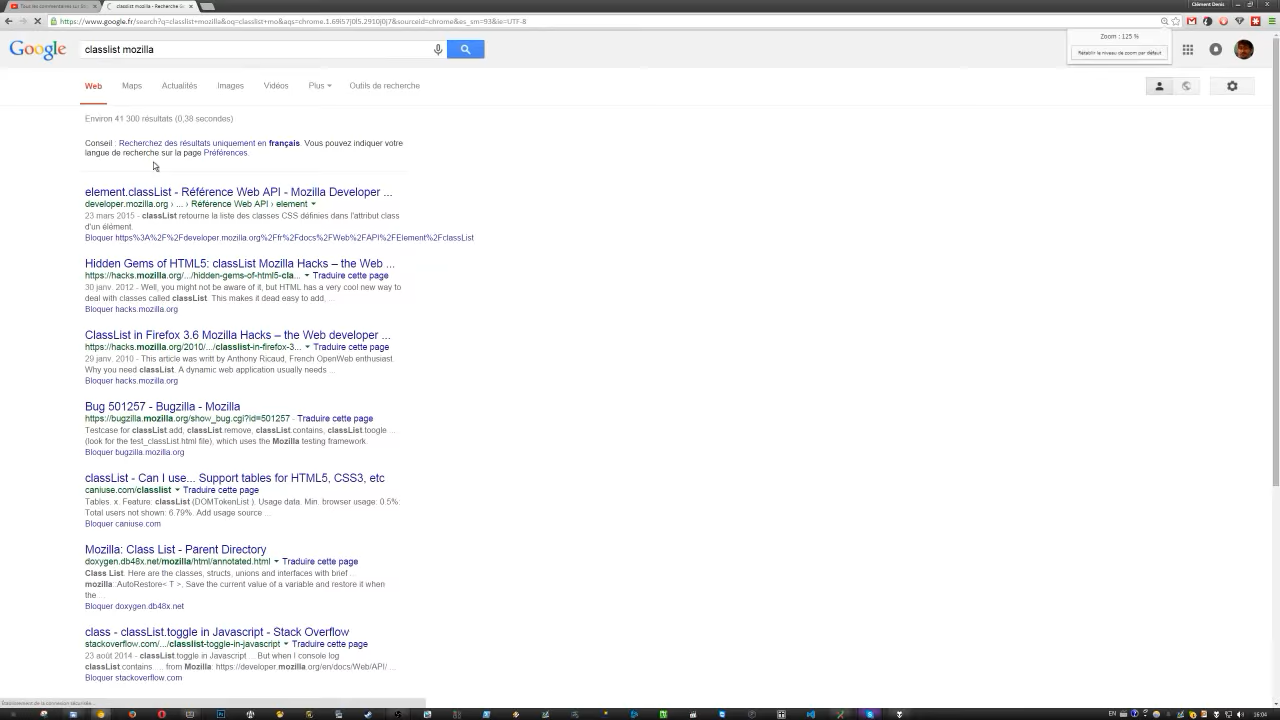 Tous les commentaires sur
classlist mozilla - Recherche G
Clément Denis
https://www.google.fr/search?q=classlist+mozilla&oq=classlist+mo&aqs=chrome.1.69i57j0l5.2910j0j7&sourceid=chrome&es_sm=93&ie=UTF-8
Zoom : 125 %
Rétablir le niveau de zoom par défaut
Google
classlist mozilla
Web Maps Actualités Images Vidéos Plus Outils de recherche
Environ 41 300 résultats (0,38 secondes)
Conseil : Recherchez des résultats uniquement en français. Vous pouvez indiquer votre
langue de recherche sur la page Préférences.
element.classList - Référence Web API - Mozilla Developer ...
developer.mozilla.org › ... › Référence Web API › element
23 mars 2015 - classList retourne la liste des classes CSS définies dans l'attribut class
d'un élément.
Bloquer https%3A%2F%2Fdeveloper.mozilla.org%2Ffr%2Fdocs%2FWeb%2FAPI%2FElement%2FclassList
Hidden Gems of HTML5: classList Mozilla Hacks – the Web ...
https://hacks.mozilla.org/.../hidden-gems-of-html5-cla... Traduire cette page
30 janv. 2012 - Well, you might not be aware of it, but HTML has a very cool new way to
deal with classes called classList. This makes it dead easy to add, ...
Bloquer hacks.mozilla.org
ClassList in Firefox 3.6 Mozilla Hacks – the Web developer ...
https://hacks.mozilla.org/2010/.../classlist-in-firefox-3... Traduire cette page
29 janv. 2010 - This article was writt by Anthony Ricaud, French OpenWeb enthusiast.
Why you need classList. A dynamic web application usually needs ...
Bloquer hacks.mozilla.org
Bug 501257 - Bugzilla - Mozilla
https://bugzilla.mozilla.org/show_bug.cgi?id=501257 - Traduire cette page
Testcase for classList.add, classList.remove, classList.contains, classList.toogle ...
(look for the test_classList.html file), which uses the Mozilla testing framework.
Bloquer bugzilla.mozilla.org
classList - Can I use... Support tables for HTML5, CSS3, etc
caniuse.com/classlist Traduire cette page
Tables. x. Feature: classList (DOMTokenList ). Usage data. Min. browser usage: 0.5%.
Total users not shown: 6.79%. Add usage source ...
Bloquer caniuse.com
Mozilla: Class List - Parent Directory
doxygen.db48x.net/mozilla/html/annotated.html Traduire cette page
Class List. Here are the classes, structs, unions and interfaces with brief ...
mozilla::AutoRestore< T >, Save the current value of a variable and restore it when
the ...
Bloquer doxygen.db48x.net
class - classList.toggle in Javascript - Stack Overflow
stackoverflow.com/.../classlist-toggle-in-javascript Traduire cette page
23 août 2014 - classList.toggle in Javascript ... But when I console log
classList.contains ... from Mozilla: https://developer.mozilla.org/en/docs/Web/API/ ...
Bloquer stackoverflow.com
Établissement de la connexion sécurisée...
EN
16:04